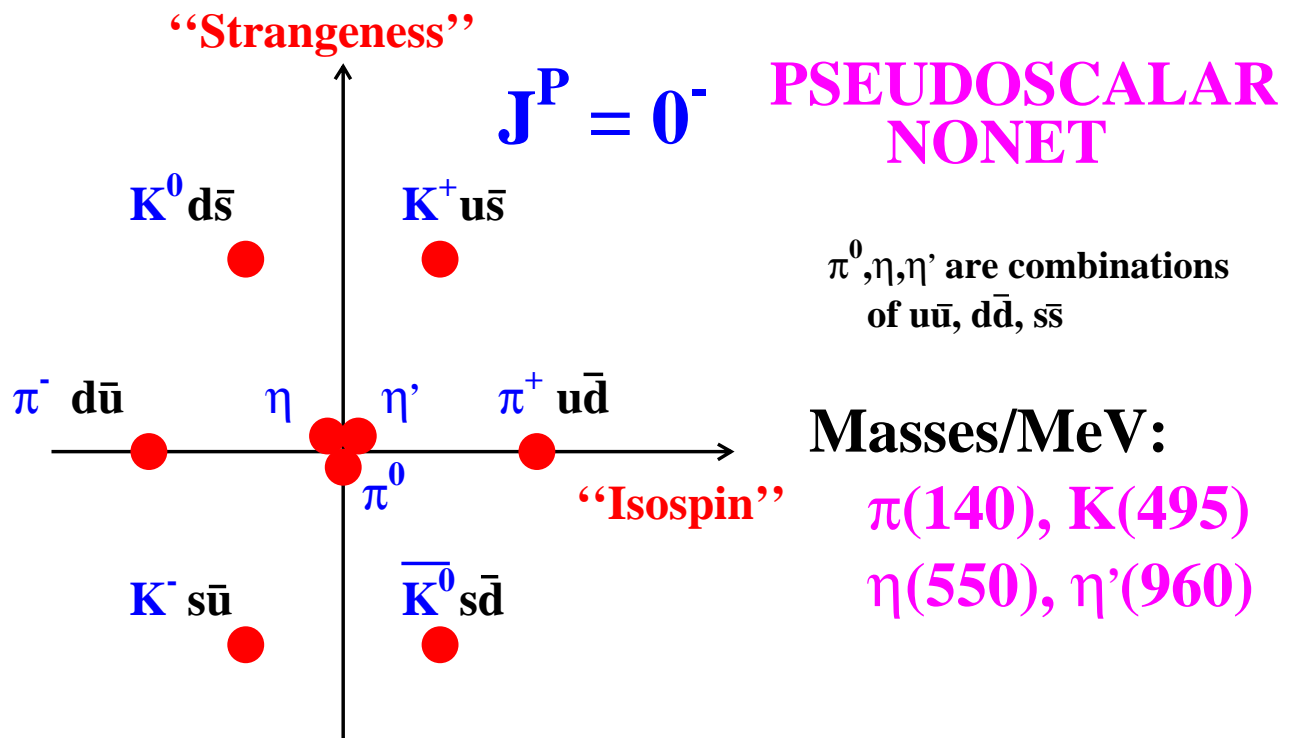 ‘‘Strangeness’’
J^P = 0^-
PSEUDOSCALAR
NONET
K^0 ds̄
K^+ us̄
π^0,η,η’ are combinations
of uū, dd̄, ss̄
π^- dū
η
η’
π^+ ud̄
Masses/MeV:
π^0
‘‘Isospin’’
π(140), K(495)
K^- sū
K̅^0 sd̄
η(550), η’(960)